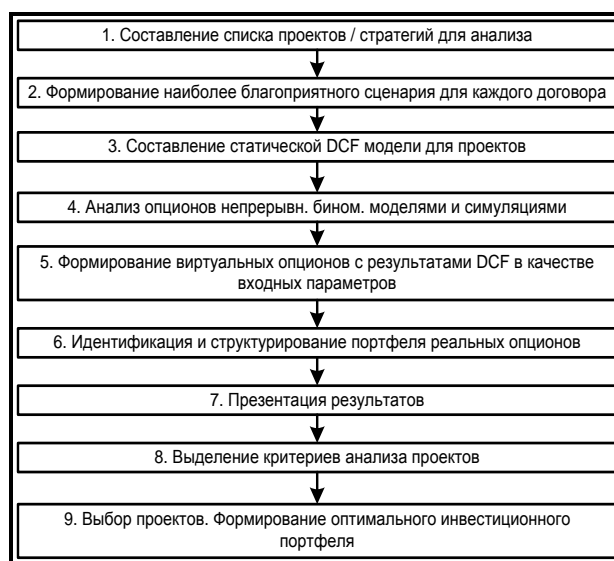 1. Составление списка проектов / стратегий для анализа
2. Формирование наиболее благоприятного сценария для каждого договора
3. Составление статической DCF модели для проектов
4. Анализ опционов непрерывн. бином. моделями и симуляциями
5. Формирование виртуальных опционов с результатами DCF в качестве
входных параметров
6. Идентификация и структурирование портфеля реальных опционов
7. Презентация результатов
8. Выделение критериев анализа проектов
9. Выбор проектов. Формирование оптимального инвестиционного
портфеля